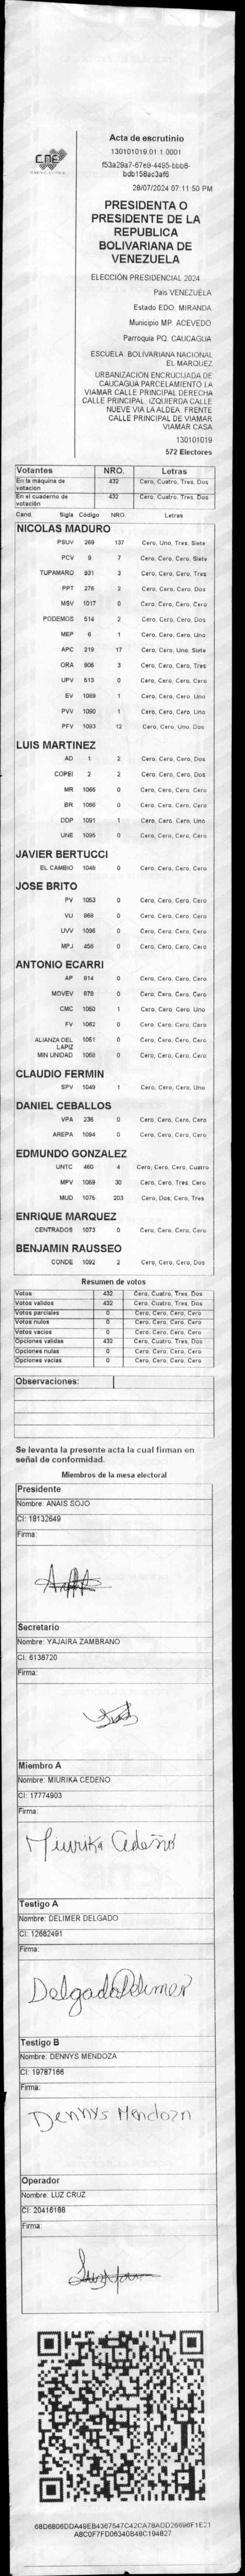 CNE
Acta de escrutinio
130101019.01.1.0001
f53a29a7-67e9-4495-bbb8-
bdb158ac3af6
28/07/2024 07:11:50 PM
PRESIDENTA O
PRESIDENTE DE LA
REPUBLICA
BOLIVARIANA DE
VENEZUELA
ELECCIÓN PRESIDENCIAL 2024
País VENEZUELA
Estado EDO. MIRANDA
Municipio MP. ACEVEDO
Parroquia PQ. CAUCAGUA
ESCUELA BOLIVARIANA NACIONAL
EL MARQUEZ
URBANIZACION ENCRUCIJADA DE
CAUCAGUA PARCELAMIENTO LA
VIAMAR CALLE PRINCIPAL DERECHA
CALLE PRINCIPAL. IZQUIERDA CALLE
NUEVE VIA LA ALDEA. FRENTE
CALLE PRINCIPAL DE VIAMAR
VIAMAR CASA
130101019
572 Electores
Votantes NRO. Letras
En la máquina de votación 432 Cero, Cuatro, Tres, Dos
En el cuaderno de votación 432 Cero, Cuatro, Tres, Dos
Cand. Sigla Código NRO. Letras
NICOLAS MADURO
PSUV 269 137 Cero, Uno, Tres, Siete
PCV 9 7 Cero, Cero, Cero, Siete
TUPAMARO 931 3 Cero, Cero, Cero, Tres
PPT 276 2 Cero, Cero, Cero, Dos
MSV 1017 0 Cero, Cero, Cero, Cero
PODEMOS 514 2 Cero, Cero, Cero, Dos
MEP 6 1 Cero, Cero, Cero, Uno
APC 219 17 Cero, Cero, Uno, Siete
ORA 906 3 Cero, Cero, Cero, Tres
UPV 513 0 Cero, Cero, Cero, Cero
EV 1089 1 Cero, Cero, Cero, Uno
PVV 1090 1 Cero, Cero, Cero, Uno
PFV 1093 12 Cero, Cero, Uno, Dos
LUIS MARTINEZ
AD 1 2 Cero, Cero, Cero, Dos
COPEI 2 2 Cero, Cero, Cero, Dos
MR 1065 0 Cero, Cero, Cero, Cero
BR 1066 0 Cero, Cero, Cero, Cero
DDP 1091 1 Cero, Cero, Cero, Uno
UNE 1095 0 Cero, Cero, Cero, Cero
JAVIER BERTUCCI
EL CAMBIO 1048 0 Cero, Cero, Cero, Cero
JOSE BRITO
PV 1053 0 Cero, Cero, Cero, Cero
VU 868 0 Cero, Cero, Cero, Cero
UVV 1096 0 Cero, Cero, Cero, Cero
MPJ 456 0 Cero, Cero, Cero, Cero
ANTONIO ECARRI
AP 814 0 Cero, Cero, Cero, Cero
MOVEV 878 0 Cero, Cero, Cero, Cero
CMC 1050 1 Cero, Cero, Cero, Uno
FV 1062 0 Cero, Cero, Cero, Cero
ALIANZA DEL LAPIZ 1051 0 Cero, Cero, Cero, Cero
MIN UNIDAD 1068 0 Cero, Cero, Cero, Cero
CLAUDIO FERMIN
SPV 1049 1 Cero, Cero, Cero, Uno
DANIEL CEBALLOS
VPA 236 0 Cero, Cero, Cero, Cero
AREPA 1094 0 Cero, Cero, Cero, Cero
EDMUNDO GONZALEZ
UNTC 460 4 Cero, Cero, Cero, Cuatro
MPV 1069 30 Cero, Cero, Tres, Cero
MUD 1075 203 Cero, Dos, Cero, Tres
ENRIQUE MARQUEZ
CENTRADOS 1073 0 Cero, Cero, Cero, Cero
BENJAMIN RAUSSEO
CONDE 1092 2 Cero, Cero, Cero, Dos
Resumen de votos
Votos 432 Cero, Cuatro, Tres, Dos
Votos validos 432 Cero, Cuatro, Tres, Dos
Votos parciales 0 Cero, Cero, Cero, Cero
Votos nulos 0 Cero, Cero, Cero, Cero
Votos vacios 0 Cero, Cero, Cero, Cero
Opciones validas 432 Cero, Cuatro, Tres, Dos
Opciones nulas 0 Cero, Cero, Cero, Cero
Opciones vacias 0 Cero, Cero, Cero, Cero
Observaciones:
Se levanta la presente acta la cual firman en
señal de conformidad.
Miembros de la mesa electoral
Presidente
Nombre: ANAIS SOJO
CI: 18132649
Firma:
Secretario
Nombre: YAJAIRA ZAMBRANO
CI: 6138720
Firma:
Miembro A
Nombre: MIURIKA CEDENO
CI: 17774903
Firma:
Miurika Cedeño
Testigo A
Nombre: DELIMER DELGADO
CI: 12682491
Firma:
Delgado Delimer
Testigo B
Nombre: DENNYS MENDOZA
CI: 19787166
Firma:
Dennys Mendoza
Operador
Nombre: LUZ CRUZ
CI: 20416188
Firma:
68D6806DDA49EB4367547C42CA78ADD26696F1E21
A8C0F7FD06340B48C194827